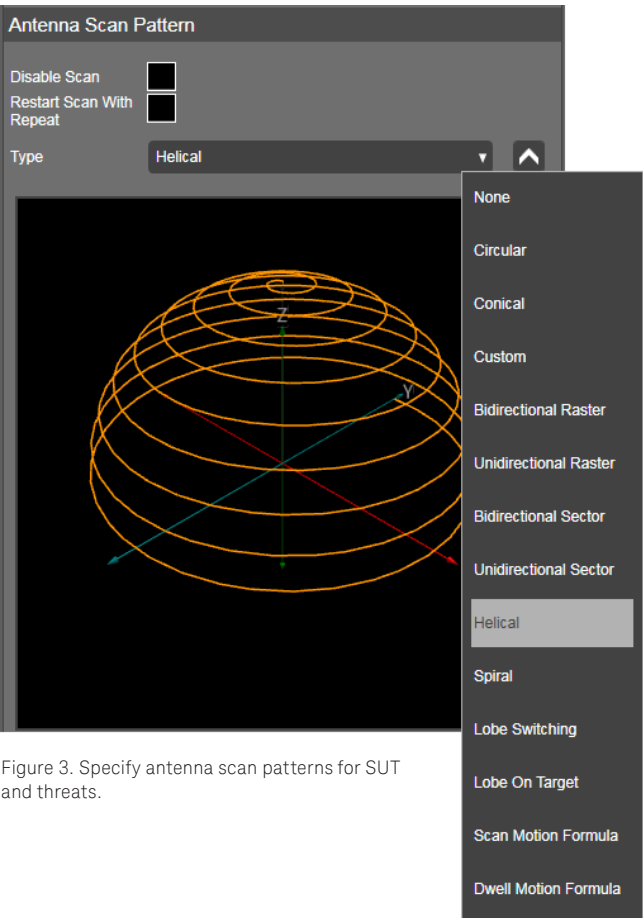 Antenna Scan Pattern
Disable Scan
Restart Scan With
Repeat
Type
Helical
None
Circular
Conical
Custom
Bidirectional Raster
Unidirectional Raster
Bidirectional Sector
Unidirectional Sector
Helical
Spiral
Lobe Switching
Lobe On Target
Scan Motion Formula
Dwell Motion Formula
Z
Y
Figure 3. Specify antenna scan patterns for SUT
and threats.